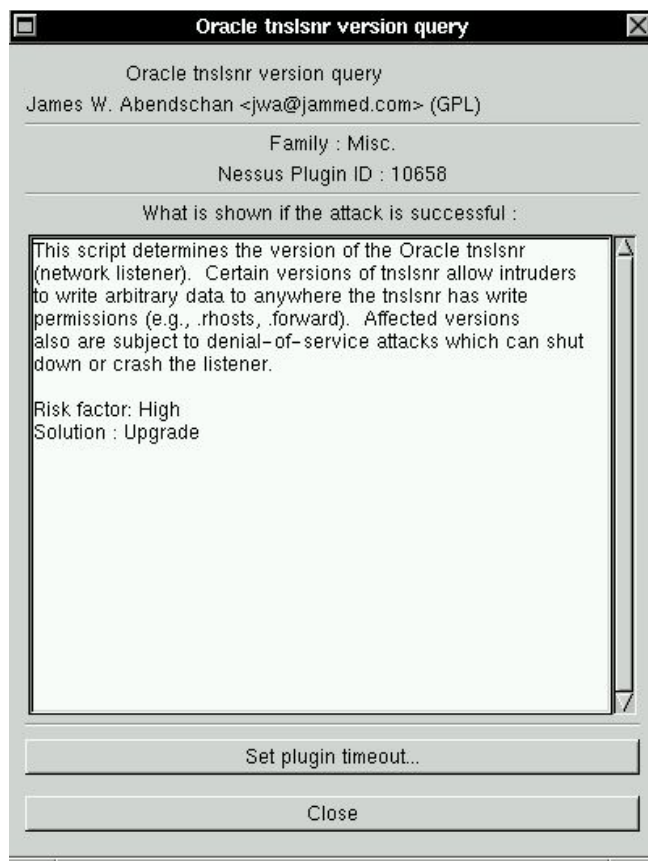 Oracle tnslsnr version query
Oracle tnslsnr version query
James W. Abendschan <jwa@jammed.com> (GPL)
Family : Misc.
Nessus Plugin ID : 10658
What is shown if the attack is successful :
This script determines the version of the Oracle tnslsnr
(network listener).  Certain versions of tnslsnr allow intruders
to write arbitrary data to anywhere the tnslsnr has write
permissions (e.g., .rhosts, .forward).  Affected versions
also are subject to denial-of-service attacks which can shut
down or crash the listener.
Risk factor: High
Solution : Upgrade
Set plugin timeout...
Close